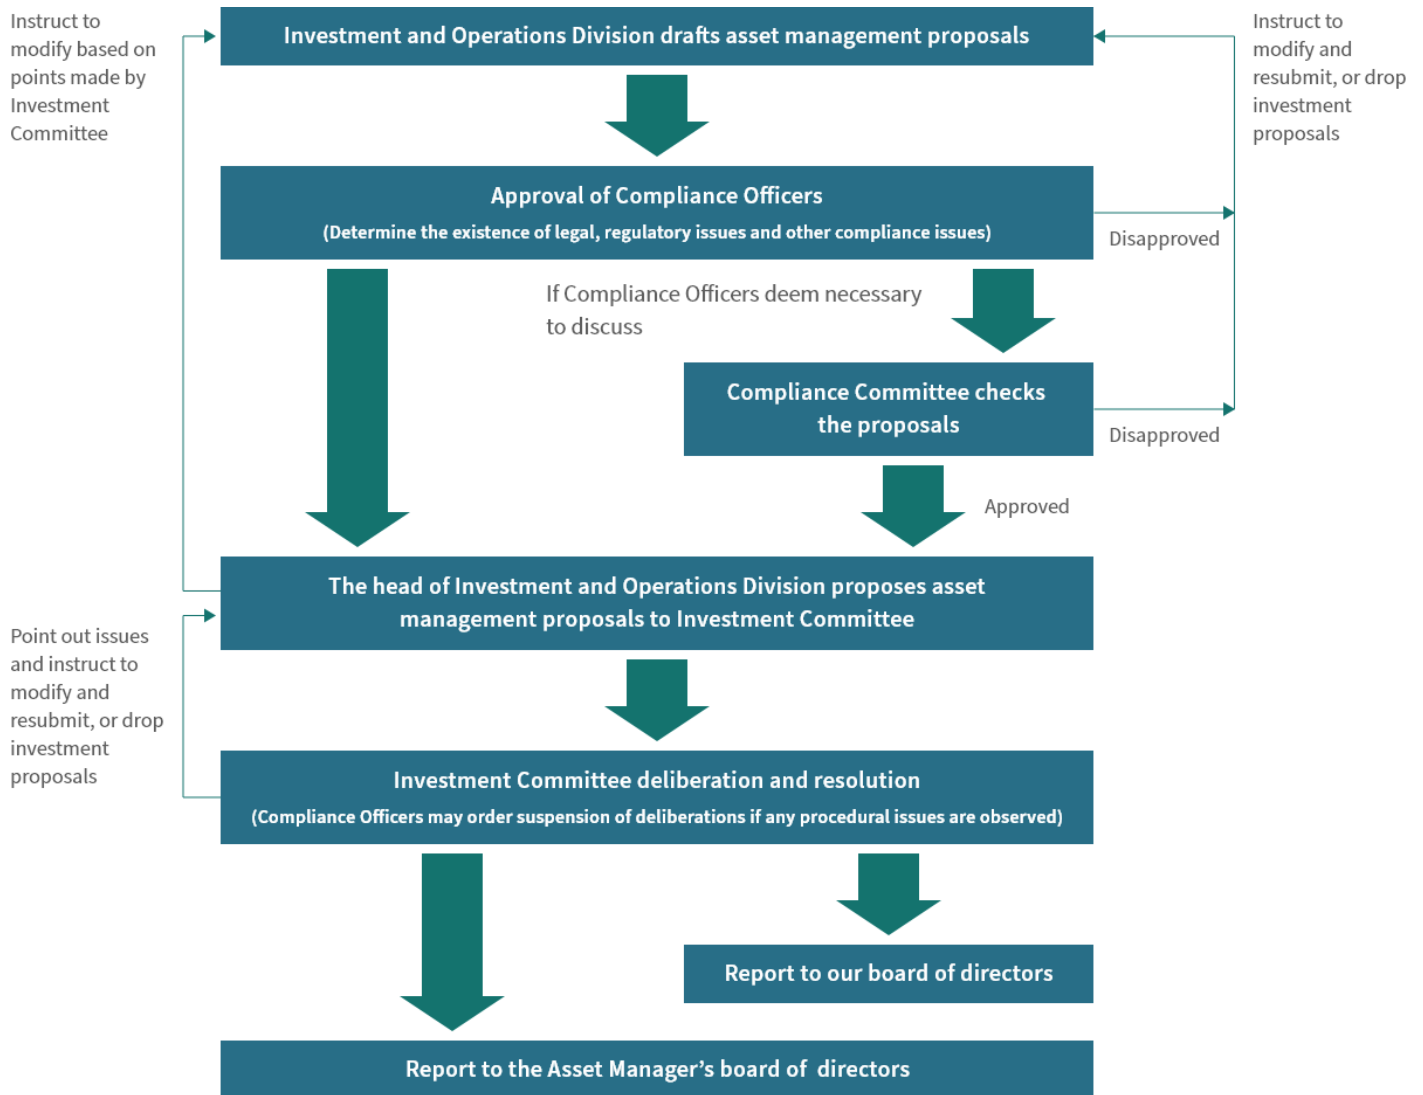 Instruct to
modify based on
points made by
Investment
Committee
Investment and Operations Division drafts asset management proposals
Instruct to
modify and
resubmit, or drop
investment
proposals
Approval of Compliance Officers
(Determine the existence of legal, regulatory issues and other compliance issues)
Disapproved
If Compliance Officers deem necessary
to discuss
Compliance Committee checks
the proposals
Disapproved
Approved
The head of Investment and Operations Division proposes asset
management proposals to Investment Committee
Point out issues
and instruct to
modify and
resubmit, or drop
investment
proposals
Investment Committee deliberation and resolution
(Compliance Officers may order suspension of deliberations if any procedural issues are observed)
Report to our board of directors
Report to the Asset Manager’s board of directors